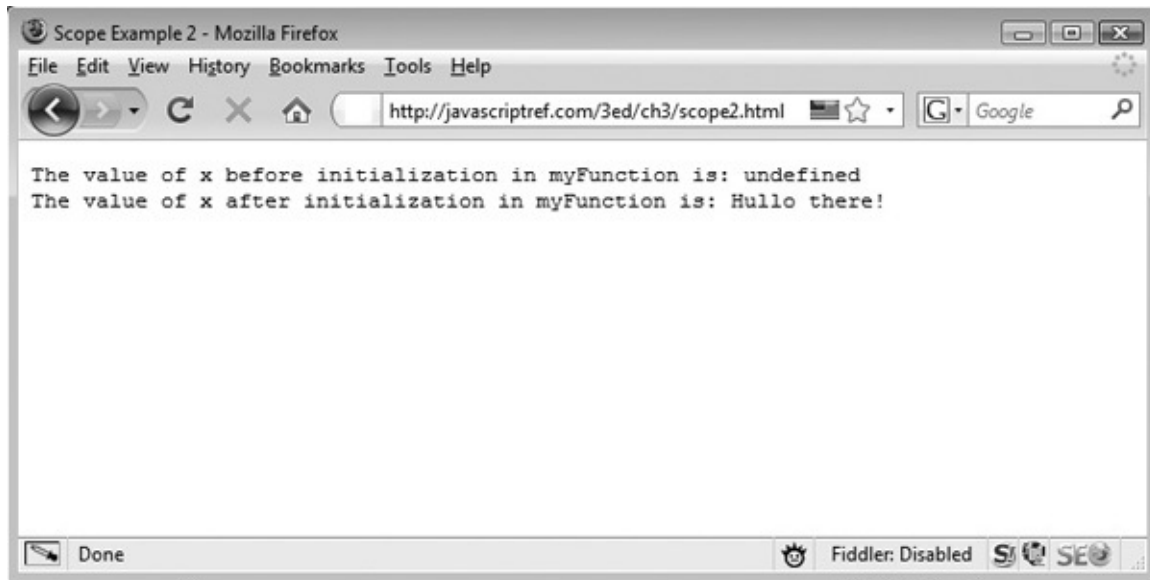 Scope Example 2 - Mozilla Firefox
File Edit View History Bookmarks Tools Help
http://javascriptref.com/3ed/ch3/scope2.html G Google
The value of x before initialization in myFunction is: undefined
The value of x after initialization in myFunction is: Hullo there!
Done Fiddler: Disabled S SEO